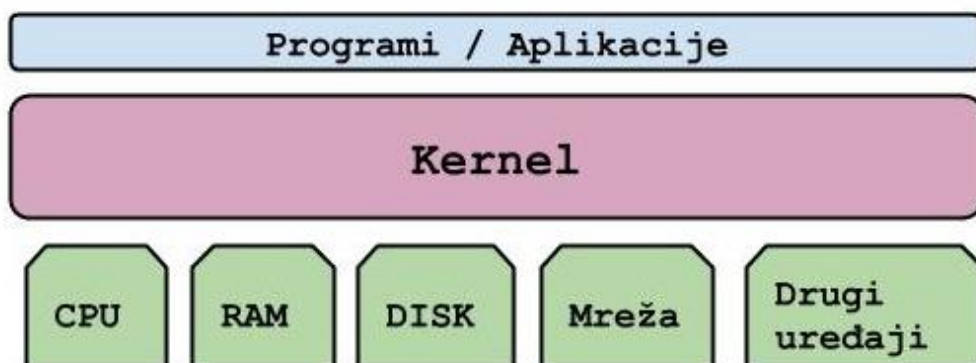 Programi / Aplikacije
Kernel
CPU
RAM
DISK
Mreža
Drugi
uređaji